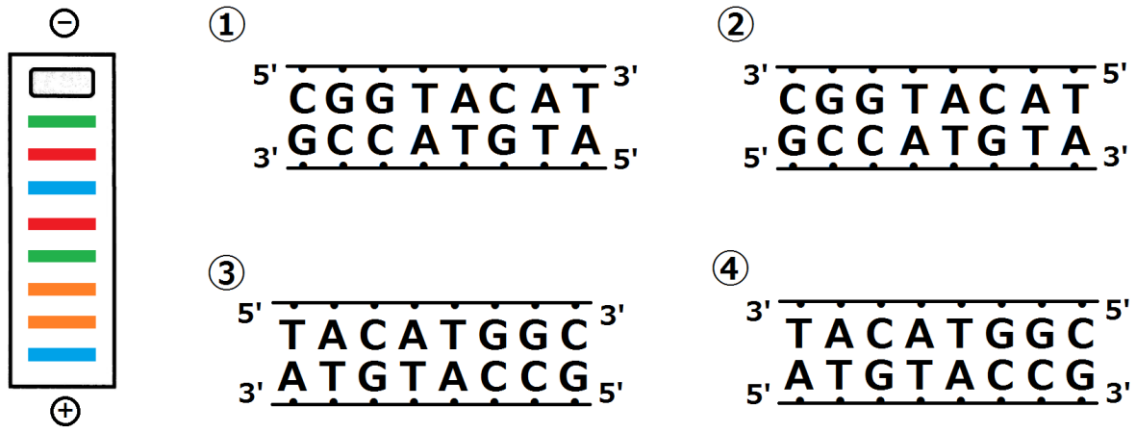 ⊖
⊕
①
5' 3'
CGGTACAT
GCCATGTA
3' 5'
②
3' 5'
CGGTACAT
GCCATGTA
5' 3'
③
5' 3'
TACATGGC
ATGTACCG
3' 5'
④
3' 5'
TACATGGC
ATGTACCG
5' 3'